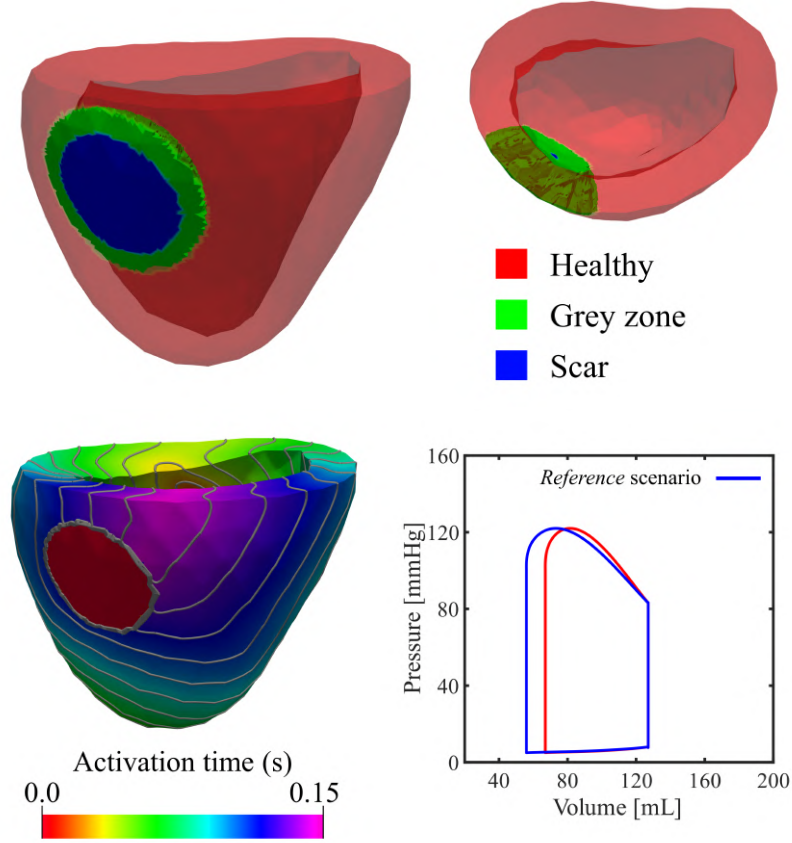 Healthy
Grey zone
Scar
Activation time (s)
0.0
0.15
Reference scenario
Pressure [mmHg]
160
120
80
40
0
40
80
120
160
200
Volume [mL]